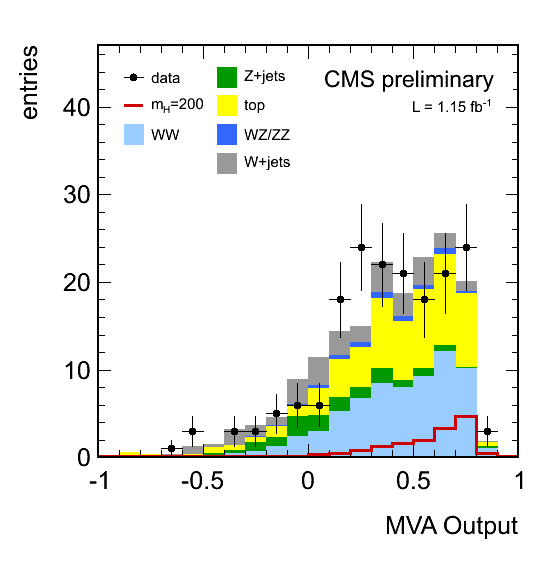 entries
CMS preliminary
L = 1.15 fb⁻¹
data
m_H=200
WW
Z+jets
top
WZ/ZZ
W+jets
40
30
20
10
0
-1 -0.5 0 0.5 1
MVA Output